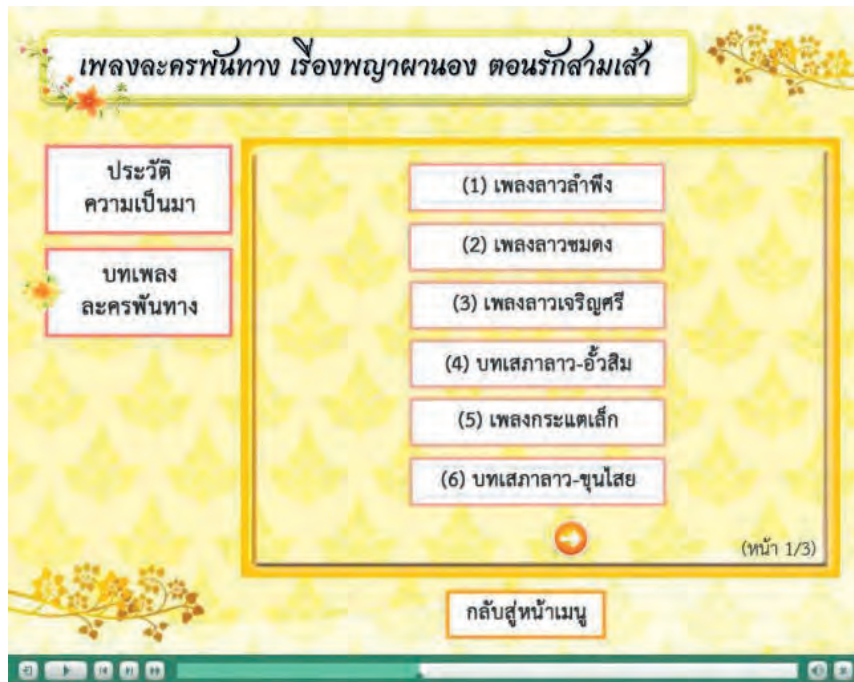 เพลงละครพันทาง เรื่องพญาผานอง ตอนรักสามเส้า
ประวัติ
ความเป็นมา
บทเพลง
ละครพันทาง
(1) เพลงลาวลำพึง
(2) เพลงลาวชมดง
(3) เพลงลาวเจริญศรี
(4) บทเสภาลาว-อั้วสิม
(5) เพลงกระแตเล็ก
(6) บทเสภาลาว-ขุนไสย
(หน้า 1/3)
กลับสู่หน้าเมนู